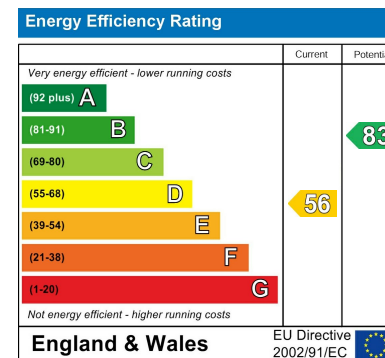 Energy Efficiency Rating
Current Potenti
Very energy efficient - lower running costs
(92 plus) A
(81-91) B
83
(69-80) C
(55-68) D
56
(39-54) E
(21-38) F
(1-20) G
Not energy efficient - higher running costs
England & Wales
EU Directive
2002/91/EC